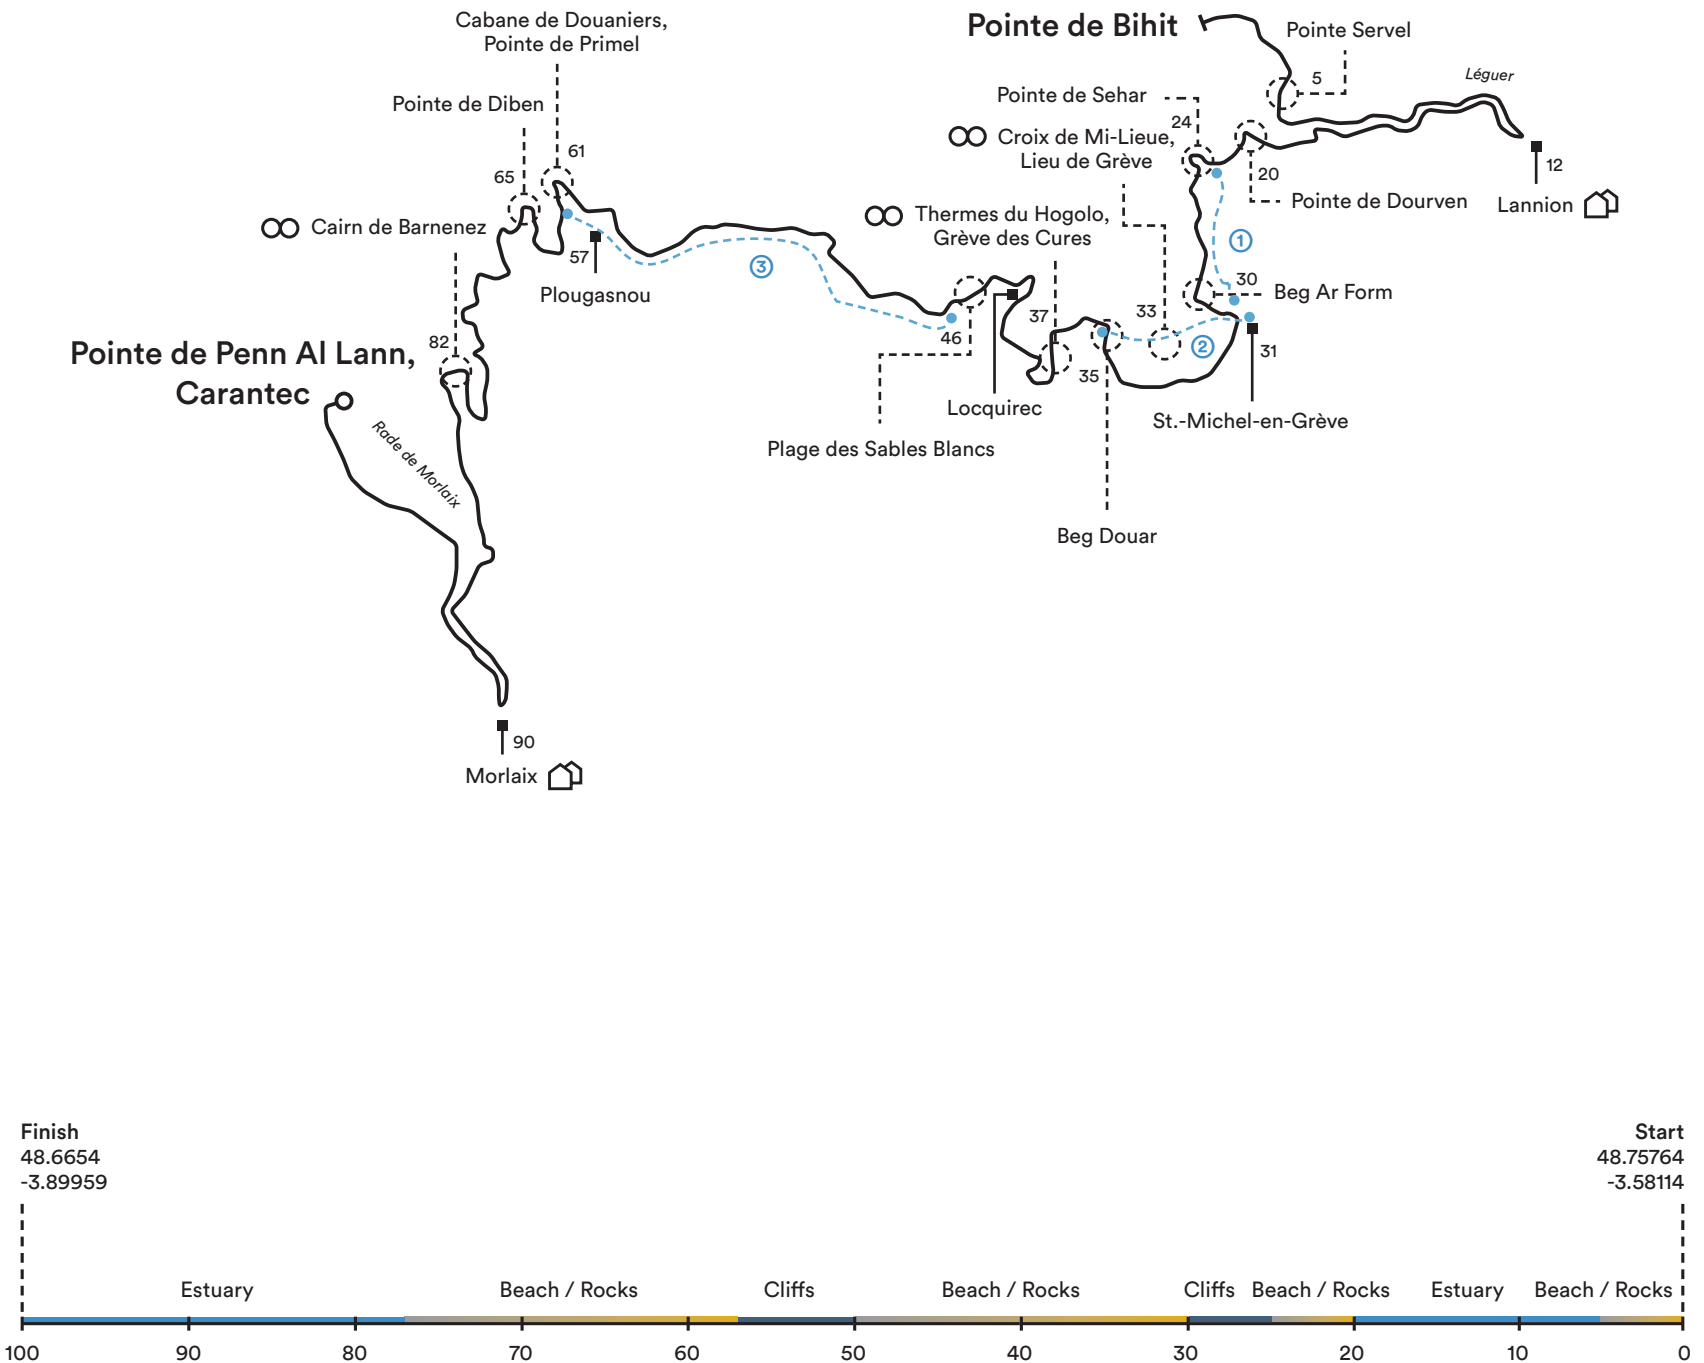 Cabane de Douaniers,
Pointe de Primel
Pointe de Bihit
Pointe Servel
5
Léguer
Pointe de Diben
Pointe de Sehar
24
Croix de Mi-Lieue,
Lieu de Grève
61
65
20
12
Pointe de Dourven
Lannion
Cairn de Barnenez
Thermes du Hogolo,
Grève des Cures
57
3
1
Plougasnou
30
Beg Ar Form
37
33
46
82
2
31
35
Pointe de Penn Al Lann,
Carantec
Rade de Morlaix
Locquirec
St.-Michel-en-Grève
Plage des Sables Blancs
Beg Douar
90
Morlaix
Finish
48.6654
-3.89959
Start
48.75764
-3.58114
Estuary
Beach / Rocks
Cliffs
Beach / Rocks
Cliffs
Beach / Rocks
Estuary
Beach / Rocks
100
90
80
70
60
50
40
30
20
10
0